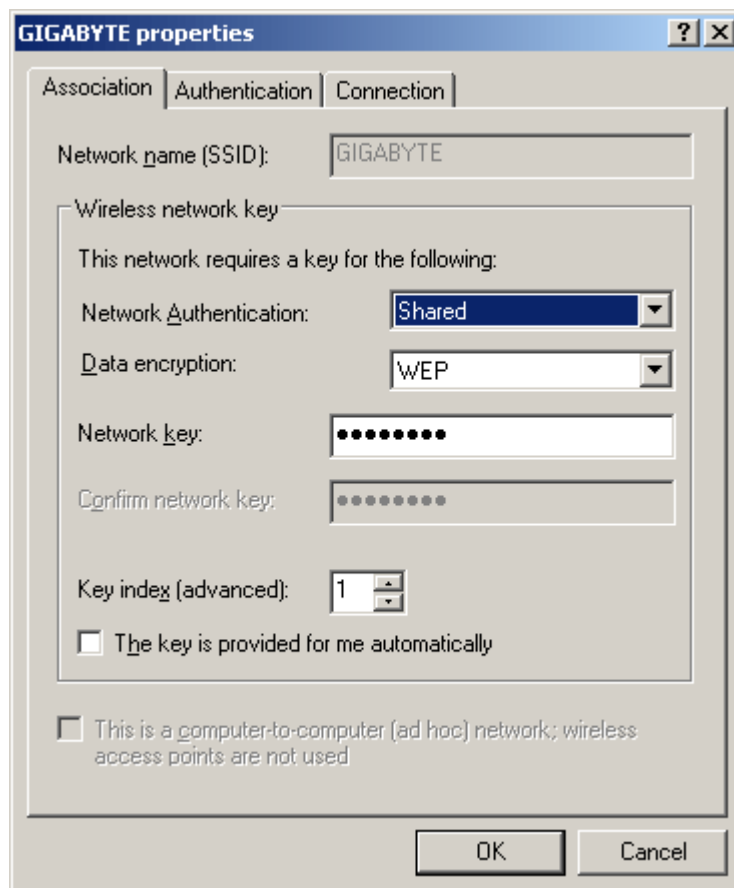 GIGABYTE properties
Association Authentication Connection
Network name (SSID): GIGABYTE
Wireless network key
This network requires a key for the following:
Network Authentication: Shared
Data encryption: WEP
Network key: ●●●●●●●●
Confirm network key: ●●●●●●●●
Key index (advanced): 1
The key is provided for me automatically
This is a computer-to-computer (ad hoc) network; wireless
access points are not used
OK Cancel